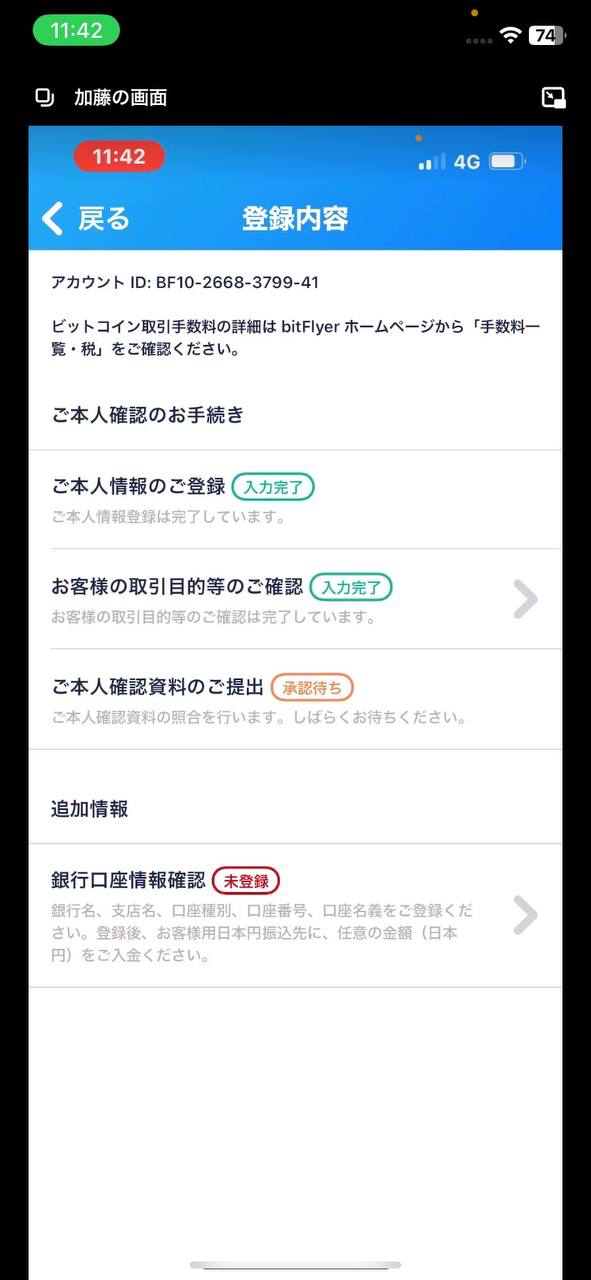 11:42
74
加藤の画面
11:42
4G
戻る 登録内容
アカウント ID: BF10-2668-3799-41
ビットコイン取引手数料の詳細は bitFlyer ホームページから「手数料一
覧・税」をご確認ください。
ご本人確認のお手続き
ご本人情報のご登録 入力完了
ご本人情報登録は完了しています。
お客様の取引目的等のご確認 入力完了
お客様の取引目的等のご確認は完了しています。
ご本人確認資料のご提出 承認待ち
ご本人確認資料の照合を行います。しばらくお待ちください。
追加情報
銀行口座情報確認 未登録
銀行名、支店名、口座種別、口座番号、口座名義をご登録くだ
さい。登録後、お客様用日本円振込先に、任意の金額（日本
円）をご入金ください。